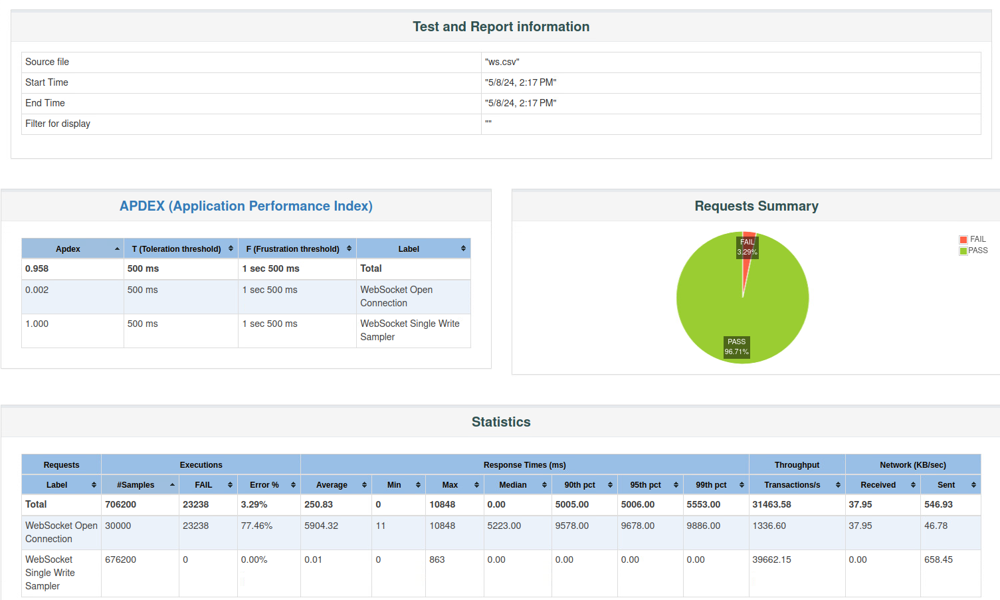 Test and Report information
Source file "ws.csv"
Start Time "5/8/24, 2:17 PM"
End Time "5/8/24, 2:17 PM"
Filter for display ""
APDEX (Application Performance Index)
Apdex T (Toleration threshold) F (Frustration threshold) Label
0.958 500 ms 1 sec 500 ms Total
0.002 500 ms 1 sec 500 ms WebSocket Open
Connection
1.000 500 ms 1 sec 500 ms WebSocket Single Write
Sampler
Requests Summary
FAIL
3.29%
PASS
96.71%
FAIL
PASS
Statistics
Requests Executions Response Times (ms) Throughput Network (KB/sec)
Label #Samples FAIL Error % Average Min Max Median 90th pct 95th pct 99th pct Transactions/s Received Sent
Total 706200 23238 3.29% 250.83 0 10848 0.00 5005.00 5006.00 5553.00 31463.58 37.95 546.93
WebSocket Open 30000 23238 77.46% 5904.32 11 10848 5223.00 9578.00 9678.00 9886.00 1336.60 37.95 46.78
Connection
WebSocket 676200 0 0.00% 0.01 0 863 0.00 0.00 0.00 0.00 39662.15 0.00 658.45
Single Write
Sampler